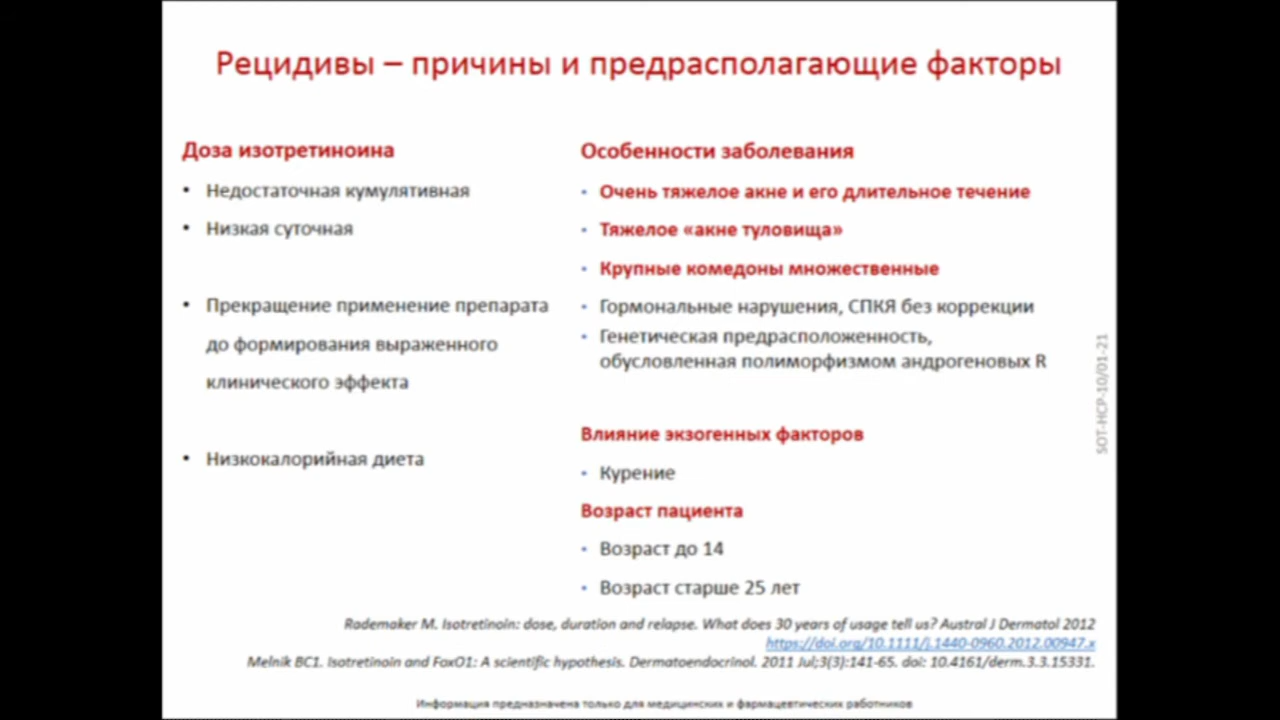 Рецидивы – причины и предрасполагающие факторы
Доза изотретиноина
• Недостаточная кумулятивная
• Низкая суточная
• Прекращение применение препарата
до формирования выраженного
клинического эффекта
• Низкокалорийная диета
Особенности заболевания
• Очень тяжелое акне и его длительное течение
• Тяжелое «акне туловища»
• Крупные комедоны множественные
• Гормональные нарушения, СПКЯ без коррекции
• Генетическая предрасположенность,
обусловленная полиморфизмом андрогеновых R
Влияние экзогенных факторов
• Курение
Возраст пациента
• Возраст до 14
• Возраст старше 25 лет
SOT-HCP-10/01-21
Rademaker M. Isotretinoin: dose, duration and relapse. What does 30 years of usage tell us? Austral J Dermatol 2012
https://doi.org/10.1111/j.1440-0960.2012.00947.x
Melnik BC1. Isotretinoin and FoxO1: A scientific hypothesis. Dermatoendocrinol. 2011 Jul;3(3):141-65. doi: 10.4161/derm.3.3.15331.
Информация предназначена только для медицинских и фармацевтических работников